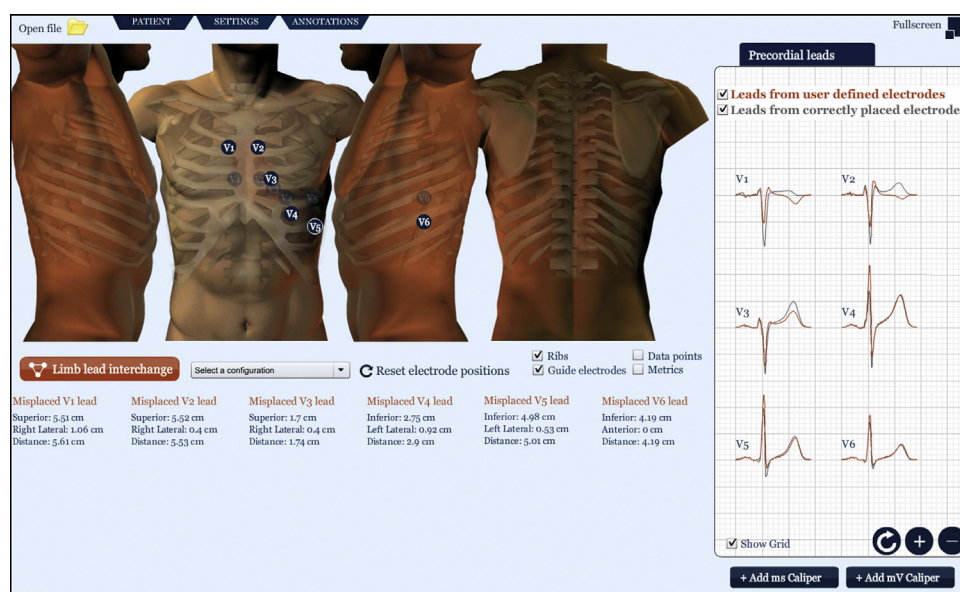 Open file
PATIENT
SETTINGS
ANNOTATIONS
Fullscreen
Precordial leads
Leads from user defined electrodes
Leads from correctly placed electrode
V1
V2
V3
V4
V5
V6
V5
V6
V1
V2
V3
V4
V5
V6
Limb lead interchange
Select a configuration
Reset electrode positions
Ribs
Data points
Guide electrodes
Metrics
Misplaced V1 lead
Superior: 5.51 cm
Right Lateral: 1.06 cm
Distance: 5.61 cm
Misplaced V2 lead
Superior: 5.52 cm
Right Lateral: 0.4 cm
Distance: 5.53 cm
Misplaced V3 lead
Superior: 1.7 cm
Right Lateral: 0.4 cm
Distance: 1.74 cm
Misplaced V4 lead
Inferior: 2.75 cm
Left Lateral: 0.92 cm
Distance: 2.9 cm
Misplaced V5 lead
Inferior: 4.98 cm
Left Lateral: 0.53 cm
Distance: 5.01 cm
Misplaced V6 lead
Inferior: 4.19 cm
Anterior: 0 cm
Distance: 4.19 cm
Show Grid
+ Add ms Caliper
+ Add mV Caliper